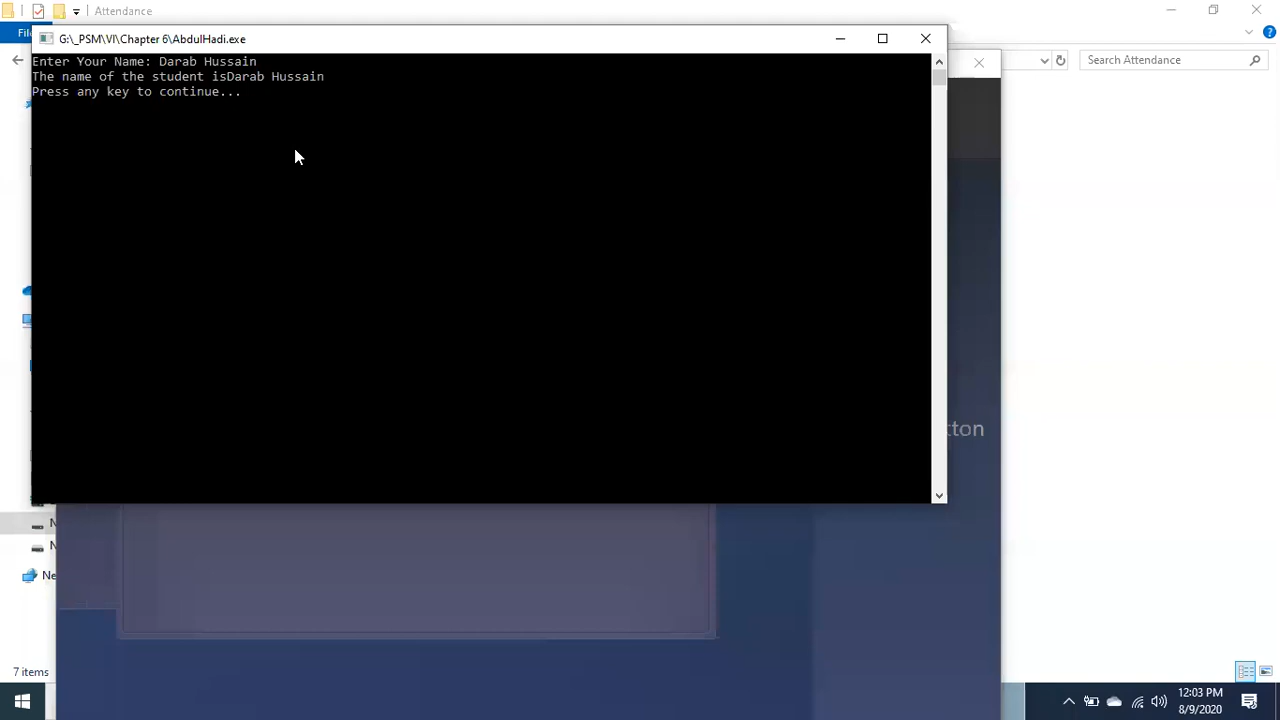 Attendance
G:\_PSM\VI\Chapter 6\AbdulHadi.exe
Enter Your Name: Darab Hussain
The name of the student isDarab Hussain
Press any key to continue...
Search Attendance
7 items
12:03 PM
8/9/2020